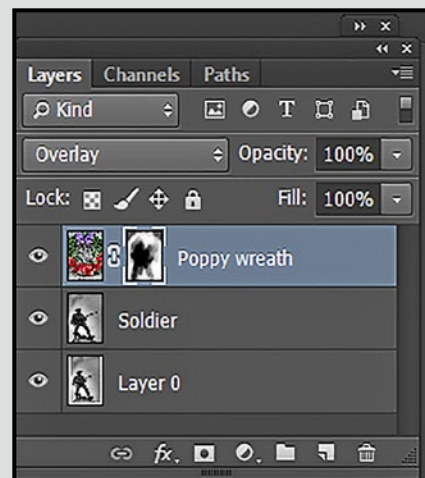 Layers Channels Paths
Kind T
Overlay Opacity: 100%
Lock: Fill: 100%
Poppy wreath
Soldier
Layer 0
fx.